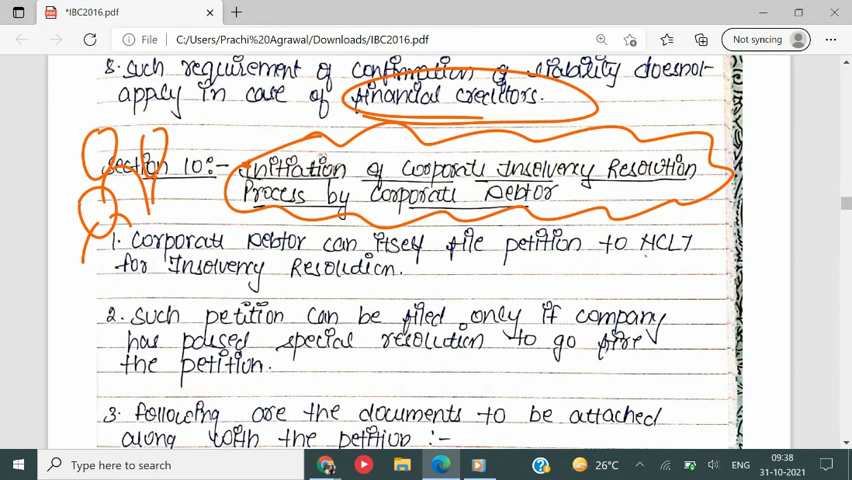 *IBC2016.pdf
File C:/Users/Prachi%20Agrawal/Downloads/IBC2016.pdf Not syncing
8. Such requirement of confirmation of liability doesnot
apply in case of financial creditors.
Section 10:- Initiation of Corporate Insolvency Resolution
Process by Corporate Debtor
1. Corporate Debtor can itself file petition to NCLT
for Insolvency Resolution.
2. Such petition can be filed only if company
has passed special resolution to go
the petition.
3. Following are the documents to be attached
along with the petition :-
Type here to search 26°C ENG 09:38
31-10-2021